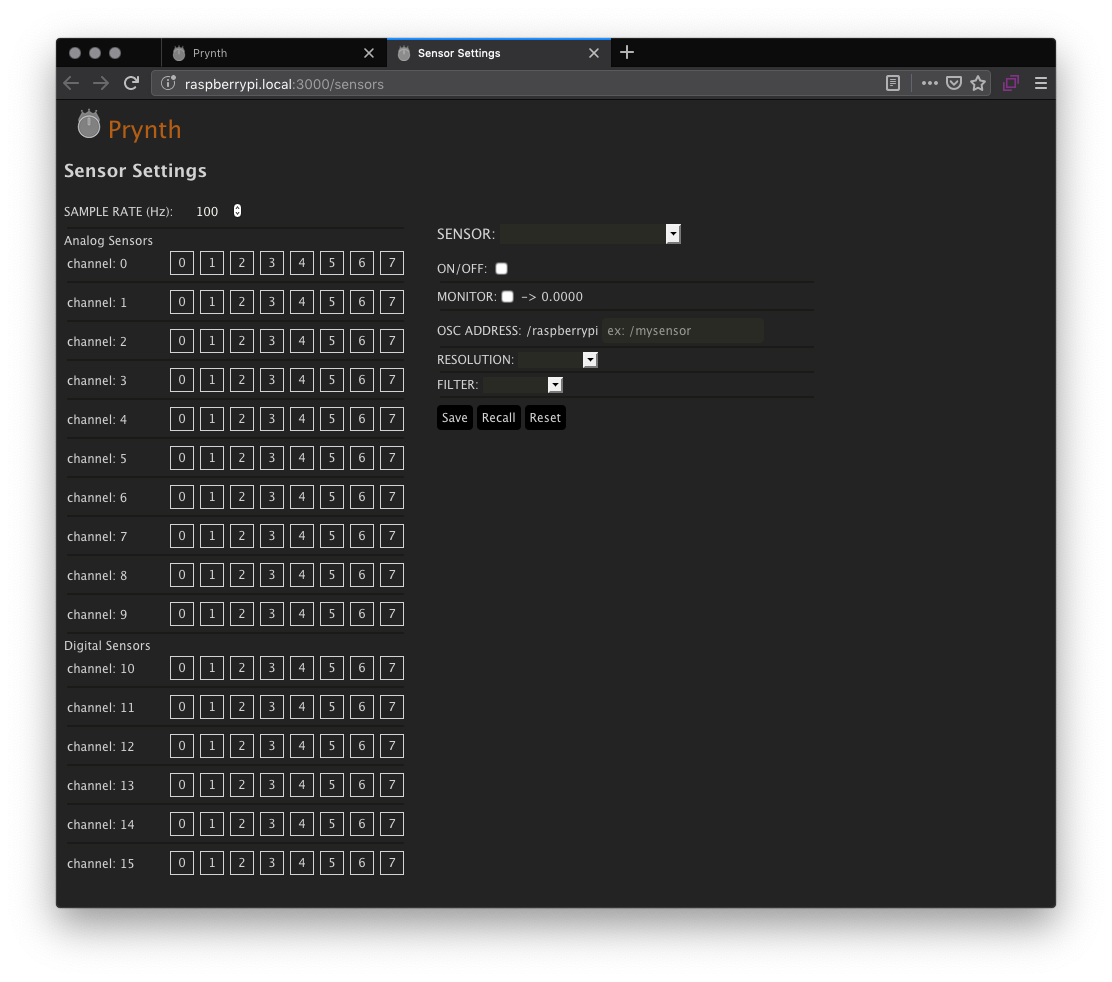 Prynth
Sensor Settings
raspberrypi.local:3000/sensors
Prynth
Sensor Settings
SAMPLE RATE (Hz): 100
Analog Sensors
channel: 0 0 1 2 3 4 5 6 7
channel: 1 0 1 2 3 4 5 6 7
channel: 2 0 1 2 3 4 5 6 7
channel: 3 0 1 2 3 4 5 6 7
channel: 4 0 1 2 3 4 5 6 7
channel: 5 0 1 2 3 4 5 6 7
channel: 6 0 1 2 3 4 5 6 7
channel: 7 0 1 2 3 4 5 6 7
channel: 8 0 1 2 3 4 5 6 7
channel: 9 0 1 2 3 4 5 6 7
Digital Sensors
channel: 10 0 1 2 3 4 5 6 7
channel: 11 0 1 2 3 4 5 6 7
channel: 12 0 1 2 3 4 5 6 7
channel: 13 0 1 2 3 4 5 6 7
channel: 14 0 1 2 3 4 5 6 7
channel: 15 0 1 2 3 4 5 6 7
SENSOR:
ON/OFF:
MONITOR: -> 0.0000
OSC ADDRESS: /raspberrypi ex: /mysensor
RESOLUTION:
FILTER:
Save Recall Reset